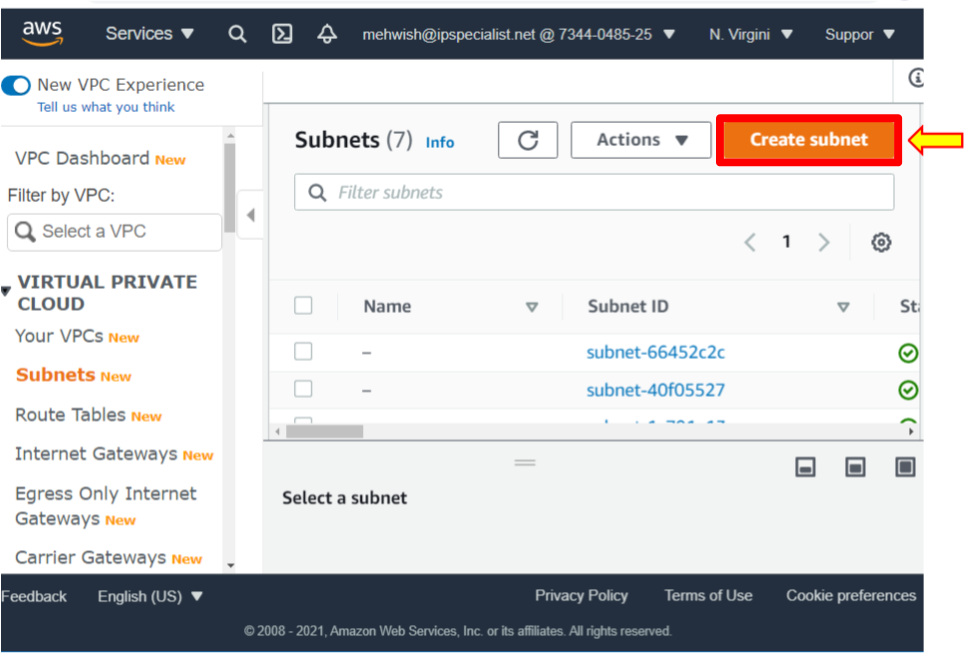 aws
Services
mehwish@ipspecialist.net @ 7344-0485-25
N. Virgini
Suppor
New VPC Experience
Tell us what you think
VPC Dashboard New
Filter by VPC:
Select a VPC
VIRTUAL PRIVATE
CLOUD
Your VPCs New
Subnets New
Route Tables New
Internet Gateways New
Egress Only Internet
Gateways New
Carrier Gateways New
Subnets (7) Info
Actions
Create subnet
Filter subnets
1
Name
Subnet ID
– subnet-66452c2c
– subnet-40f05527
Select a subnet
Feedback
English (US)
Privacy Policy
Terms of Use
Cookie preferences
© 2008 - 2021, Amazon Web Services, Inc. or its affiliates. All rights reserved.